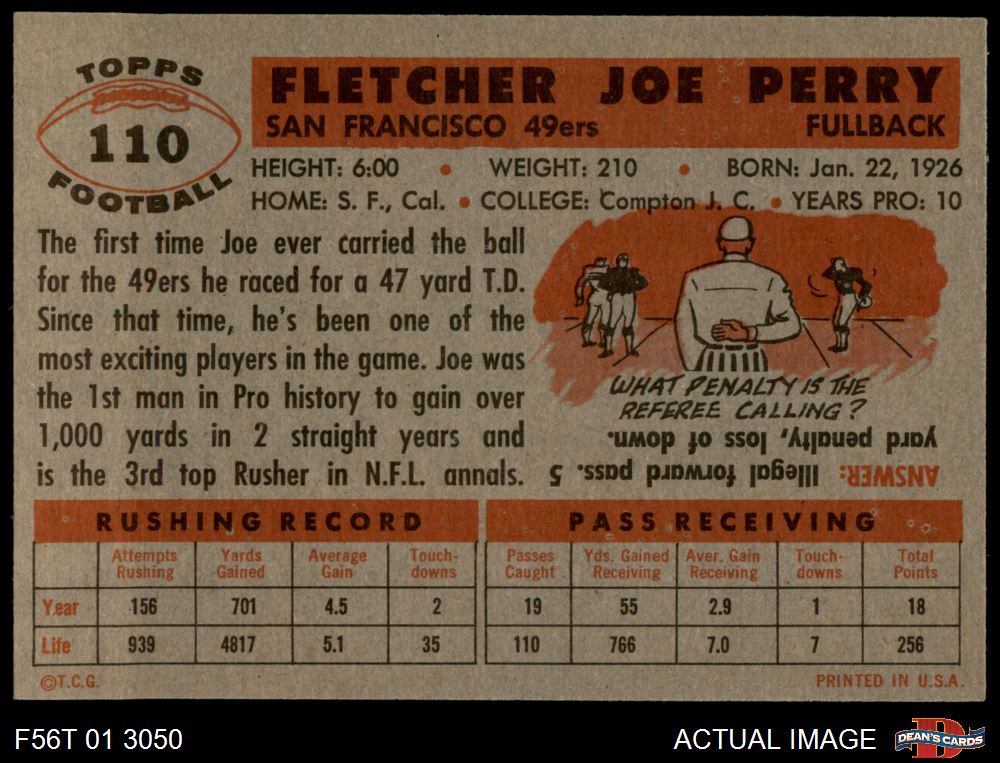 TOPPS
110
FOOTBALL
FLETCHER JOE PERRY
SAN FRANCISCO 49ers FULLBACK
HEIGHT: 6:00 • WEIGHT: 210 • BORN: Jan. 22, 1926
HOME: S. F., Cal. • COLLEGE: Compton J. C. • YEARS PRO: 10
The first time Joe ever carried the ball
for the 49ers he raced for a 47 yard T.D.
Since that time, he's been one of the
most exciting players in the game. Joe was
the 1st man in Pro history to gain over
1,000 yards in 2 straight years and
is the 3rd top Rusher in N.F.L. annals.
WHAT PENALTY IS THE
REFEREE CALLING?
ANSWER: Illegal forward pass. 5
yard penalty, loss of down.
RUSHING RECORD
Attempts Rushing Yards Gained Average Gain Touch-downs
Year 156 701 4.5 2
Life 939 4817 5.1 35
PASS RECEIVING
Passes Caught Yds. Gained Receiving Aver. Gain Receiving Touch-downs Total Points
19 55 2.9 1 18
110 766 7.0 7 256
©T.C.G. PRINTED IN U.S.A.
F56T 01 3050 ACTUAL IMAGE DEAN'S CARDS